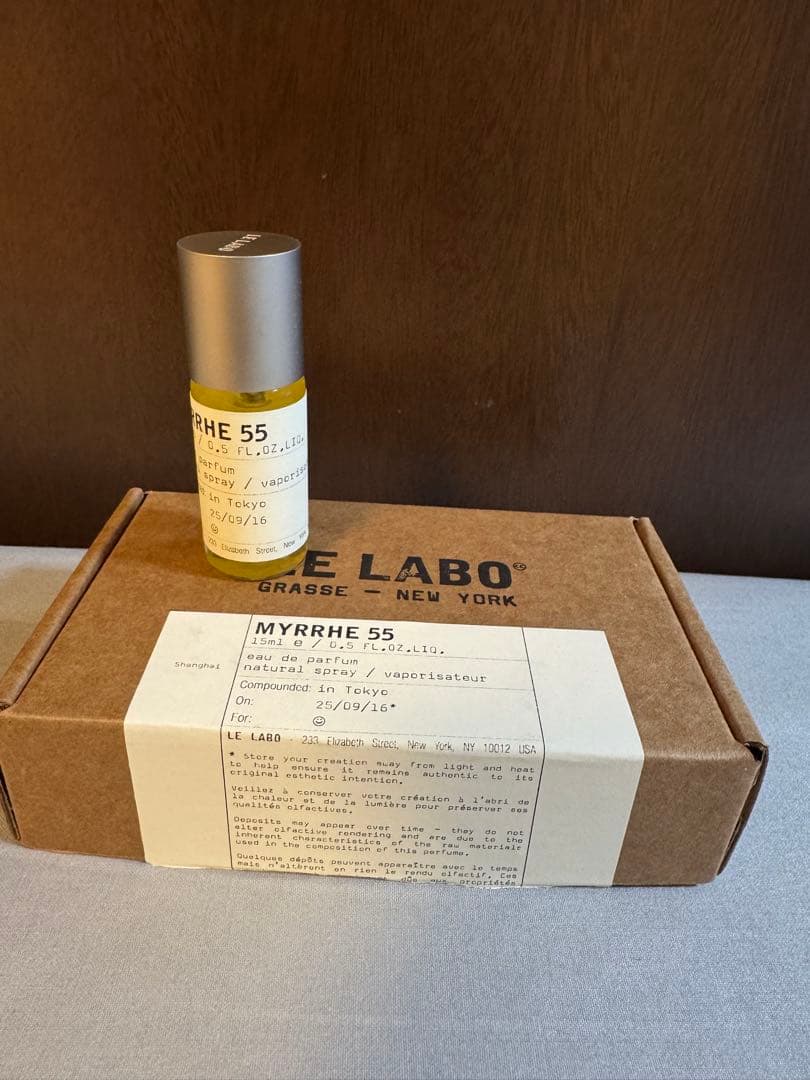 LE LABO
RRHE 55
/ 0.5 FL.OZ.LIQ.
parfum
spray / vaporis
in Tokyo
25/09/16
☺
233 Elizabeth Street, New York
LE LABO
GRASSE — NEW YORK
MYRRHE 55
15ml e / 0.5 FL.OZ.LIQ.
Shanghai
eau de parfum
natural spray / vaporisateur
Compounded: in Tokyo
On: 25/09/16*
For: ☺
LE LABO - 233 Elizabeth Street, New York, NY 10012 USA
* Store your creation away from light and heat
to help ensure it remains authentic to its
original esthetic intention.
Veillez à conserver votre création à l'abri de
la chaleur et de la lumière pour préserver ses
qualités olfactives.
Deposits may appear over time — they do not
alter olfactive rendering and are due to the
inherent characteristics of the raw materials
used in the composition of this perfume.
Quelques dépôts peuvent apparaître avec le temps
mais n'altèrent en rien le rendu olfactif. Ces
propriétés